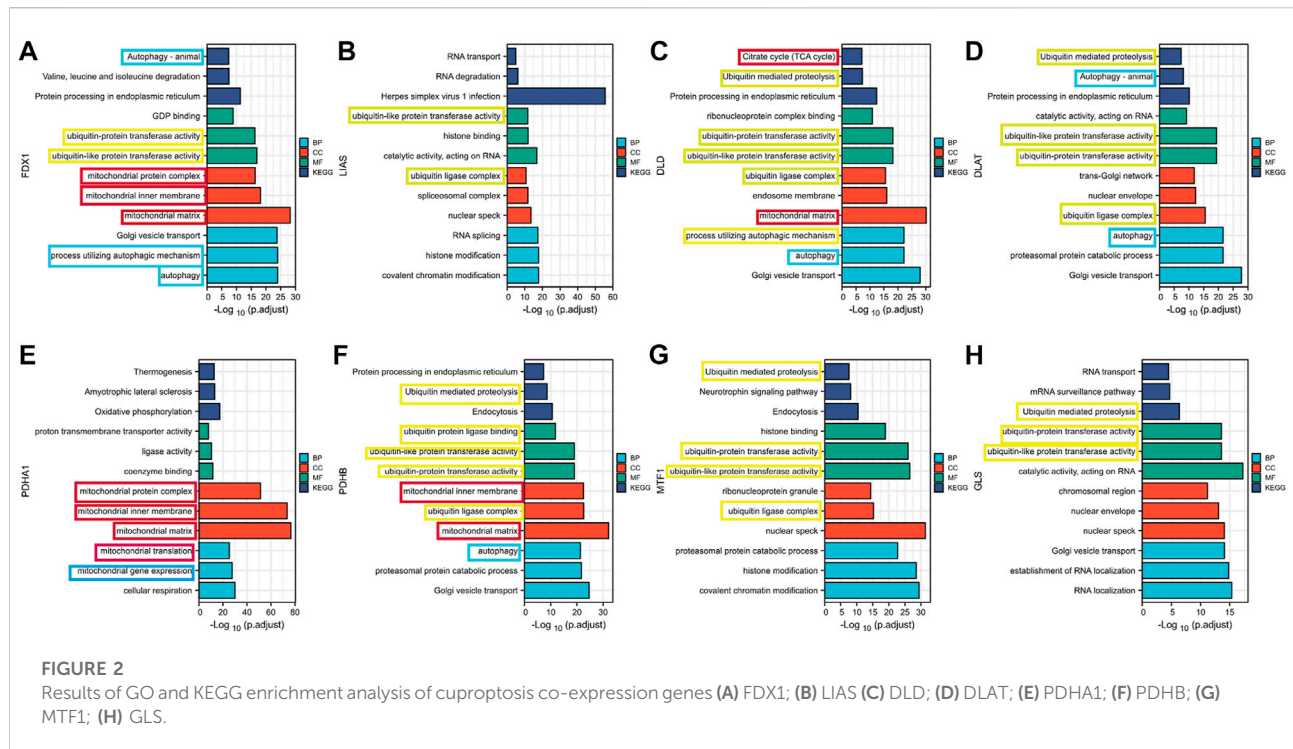 A
FDX1
Autophagy - animal
Valine, leucine and isoleucine degradation
Protein processing in endoplasmic reticulum
GDP binding
ubiquitin-protein transferase activity
ubiquitin-like protein transferase activity
mitochondrial protein complex
mitochondrial inner membrane
mitochondrial matrix
Golgi vesicle transport
process utilizing autophagic mechanism
autophagy
0 5 10 15 20 25 30
-Log 10 (p.adjust)
BP
CC
MF
KEGG
B
LIAS
RNA transport
RNA degradation
Herpes simplex virus 1 infection
ubiquitin-like protein transferase activity
histone binding
catalytic activity, acting on RNA
ubiquitin ligase complex
spliceosomal complex
nuclear speck
RNA splicing
histone modification
covalent chromatin modification
0 10 20 30 40 50 60
-Log 10 (p.adjust)
BP
CC
MF
KEGG
C
DLD
Citrate cycle (TCA cycle)
Ubiquitin mediated proteolysis
Protein processing in endoplasmic reticulum
ribonucleoprotein complex binding
ubiquitin-protein transferase activity
ubiquitin-like protein transferase activity
ubiquitin ligase complex
endosome membrane
mitochondrial matrix
process utilizing autophagic mechanism
autophagy
Golgi vesicle transport
0 5 10 15 20 25 30
-Log 10 (p.adjust)
BP
CC
MF
KEGG
D
DLAT
Ubiquitin mediated proteolysis
Autophagy - animal
Protein processing in endoplasmic reticulum
catalytic activity, acting on RNA
ubiquitin-like protein transferase activity
ubiquitin-protein transferase activity
trans-Golgi network
nuclear envelope
ubiquitin ligase complex
autophagy
proteasomal protein catabolic process
Golgi vesicle transport
0 5 10 15 20 25 30
-Log 10 (p.adjust)
BP
CC
MF
KEGG
E
PDHA1
Thermogenesis
Amyotrophic lateral sclerosis
Oxidative phosphorylation
proton transmembrane transporter activity
ligase activity
coenzyme binding
mitochondrial protein complex
mitochondrial inner membrane
mitochondrial matrix
mitochondrial translation
mitochondrial gene expression
cellular respiration
0 20 40 60 80
-Log 10 (p.adjust)
BP
CC
MF
KEGG
F
PDHB
Protein processing in endoplasmic reticulum
Ubiquitin mediated proteolysis
Endocytosis
ubiquitin protein ligase binding
ubiquitin-like protein transferase activity
ubiquitin-protein transferase activity
mitochondrial inner membrane
ubiquitin ligase complex
mitochondrial matrix
autophagy
proteasomal protein catabolic process
Golgi vesicle transport
0 10 20 30
-Log 10 (p.adjust)
BP
CC
MF
KEGG
G
MTF1
Ubiquitin mediated proteolysis
Neurotrophin signaling pathway
Endocytosis
histone binding
ubiquitin-protein transferase activity
ubiquitin-like protein transferase activity
ribonucleoprotein granule
ubiquitin ligase complex
nuclear speck
proteasomal protein catabolic process
histone modification
covalent chromatin modification
0 5 10 15 20 25 30
-Log 10 (p.adjust)
BP
CC
MF
KEGG
H
GLS
RNA transport
mRNA surveillance pathway
Ubiquitin mediated proteolysis
ubiquitin-protein transferase activity
ubiquitin-like protein transferase activity
catalytic activity, acting on RNA
chromosomal region
nuclear envelope
nuclear speck
Golgi vesicle transport
establishment of RNA localization
RNA localization
0 5 10 15
-Log 10 (p.adjust)
BP
CC
MF
KEGG
FIGURE 2
Results of GO and KEGG enrichment analysis of cuproptosis co-expression genes (A) FDX1; (B) LIAS (C) DLD; (D) DLAT; (E) PDHA1; (F) PDHB; (G)
MTF1; (H) GLS.